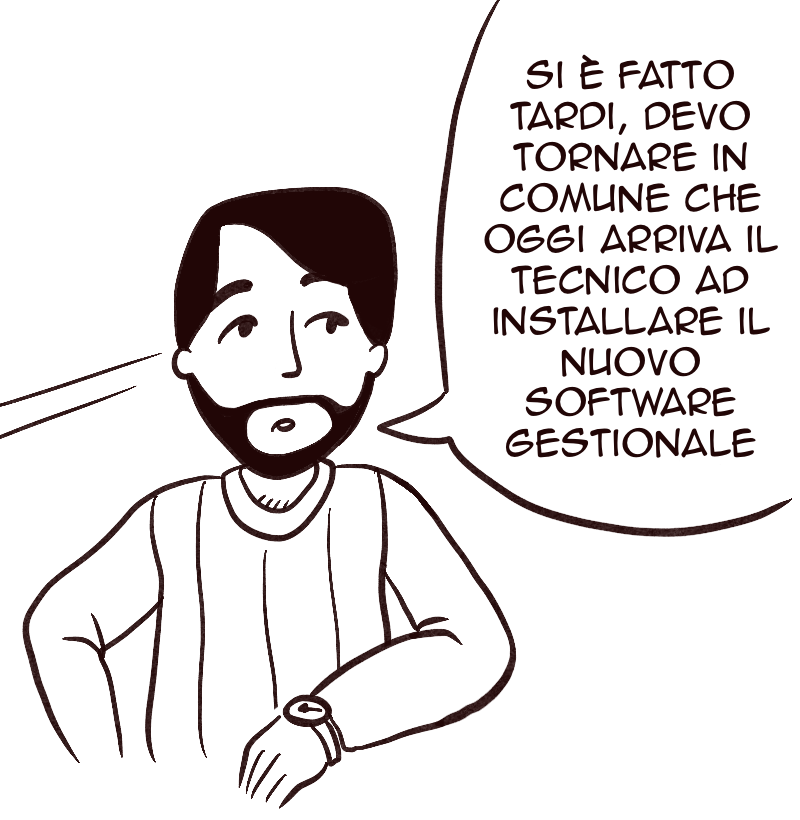 SI È FATTO
TARDI, DEVO
TORNARE IN
COMUNE CHE
OGGI ARRIVA IL
TECNICO AD
INSTALLARE IL
NUOVO
SOFTWARE
GESTIONALE